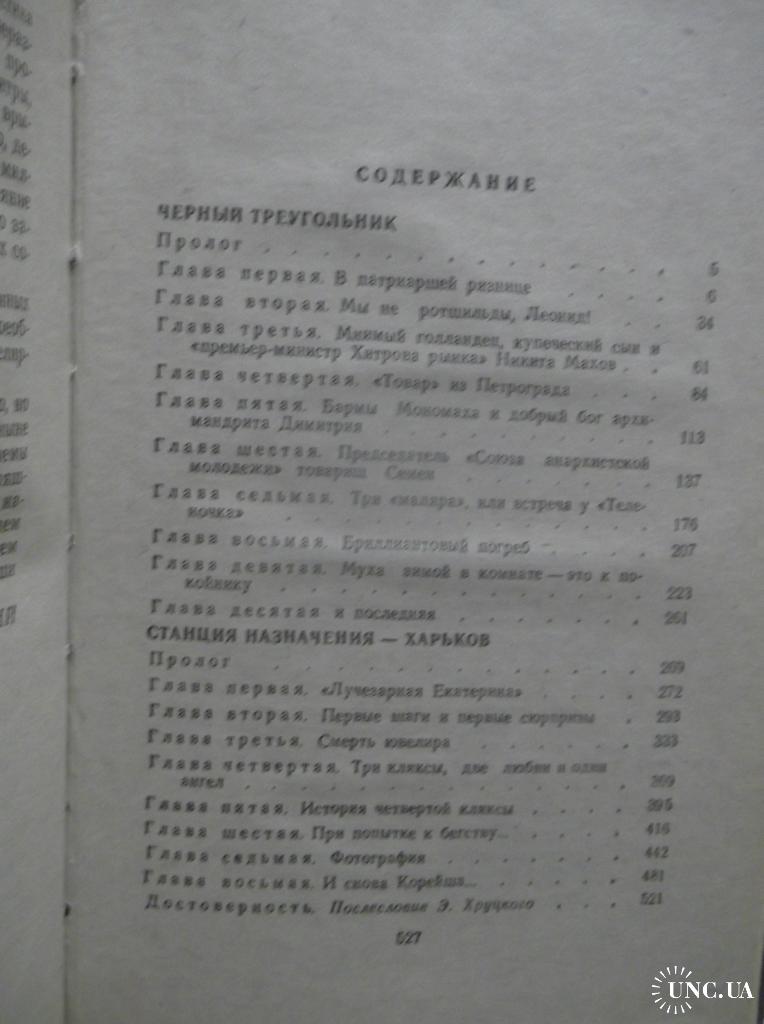 СОДЕРЖАНИЕ
ЧЕРНЫЙ ТРЕУГОЛЬНИК
Пролог . . . . . . . . . . . . 5
Глава первая. В патриаршей ризнице . . . . 6
Глава вторая. Мы не ротшильды, Леонид! . . 34
Глава третья. Мнимый голландец, купеческий сын и
«премьер-министр Хитрова рынка» Никита Махов . . 61
Глава четвертая. «Товар» из Петрограда . . . 84
Глава пятая. Бармы Мономаха и добрый бог архи-
мандрита Димитрия . . . . . . . . 113
Глава шестая. Председатель «Союза анархистской
молодежи» товарищ Семен . . . . . . 137
Глава седьмая. Три «маляра», или встреча у «Теле-
ночка» . . . . . . . . . . . 176
Глава восьмая. Бриллиантовый погреб . . . . 207
Глава девятая. Муха зимой в комнате — это к по-
койнику . . . . . . . . . . . 223
Глава десятая и последняя . . . . . . 261
СТАНЦИЯ НАЗНАЧЕНИЯ — ХАРЬКОВ
Пролог . . . . . . . . . . . . 269
Глава первая. «Лучезарная Екатерина» . . . . 272
Глава вторая. Первые шаги и первые сюрпризы . 293
Глава третья. Смерть ювелира . . . . . 333
Глава четвертая. Три кляксы, две любви и один
ангел . . . . . . . . . . . . 369
Глава пятая. История четвертой кляксы . . . . 395
Глава шестая. При попытке к бегству... . . . . 416
Глава седьмая. Фотография . . . . . . 442
Глава восьмая. И снова Корейша... . . . . . 481
Достоверность. Послесловие Э. Хруцкого . . . 521
527
UNC.UA